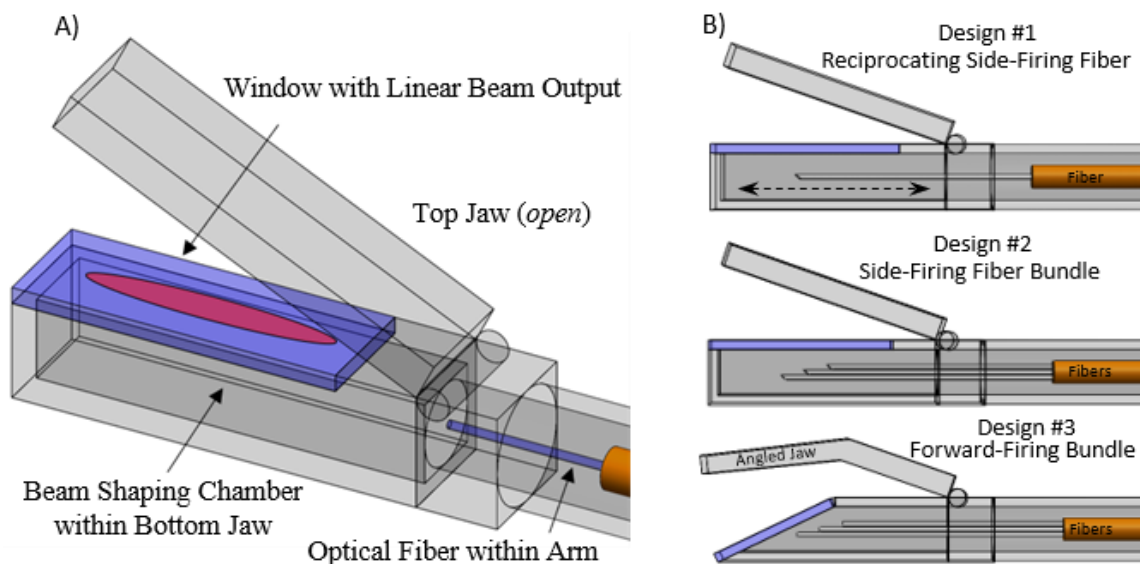 A)
Window with Linear Beam Output
Top Jaw (open)
Beam Shaping Chamber
within Bottom Jaw
Optical Fiber within Arm
B)
Design #1
Reciprocating Side-Firing Fiber
Fiber
Design #2
Side-Firing Fiber Bundle
Fibers
Design #3
Forward-Firing Bundle
Angled Jaw
Fibers